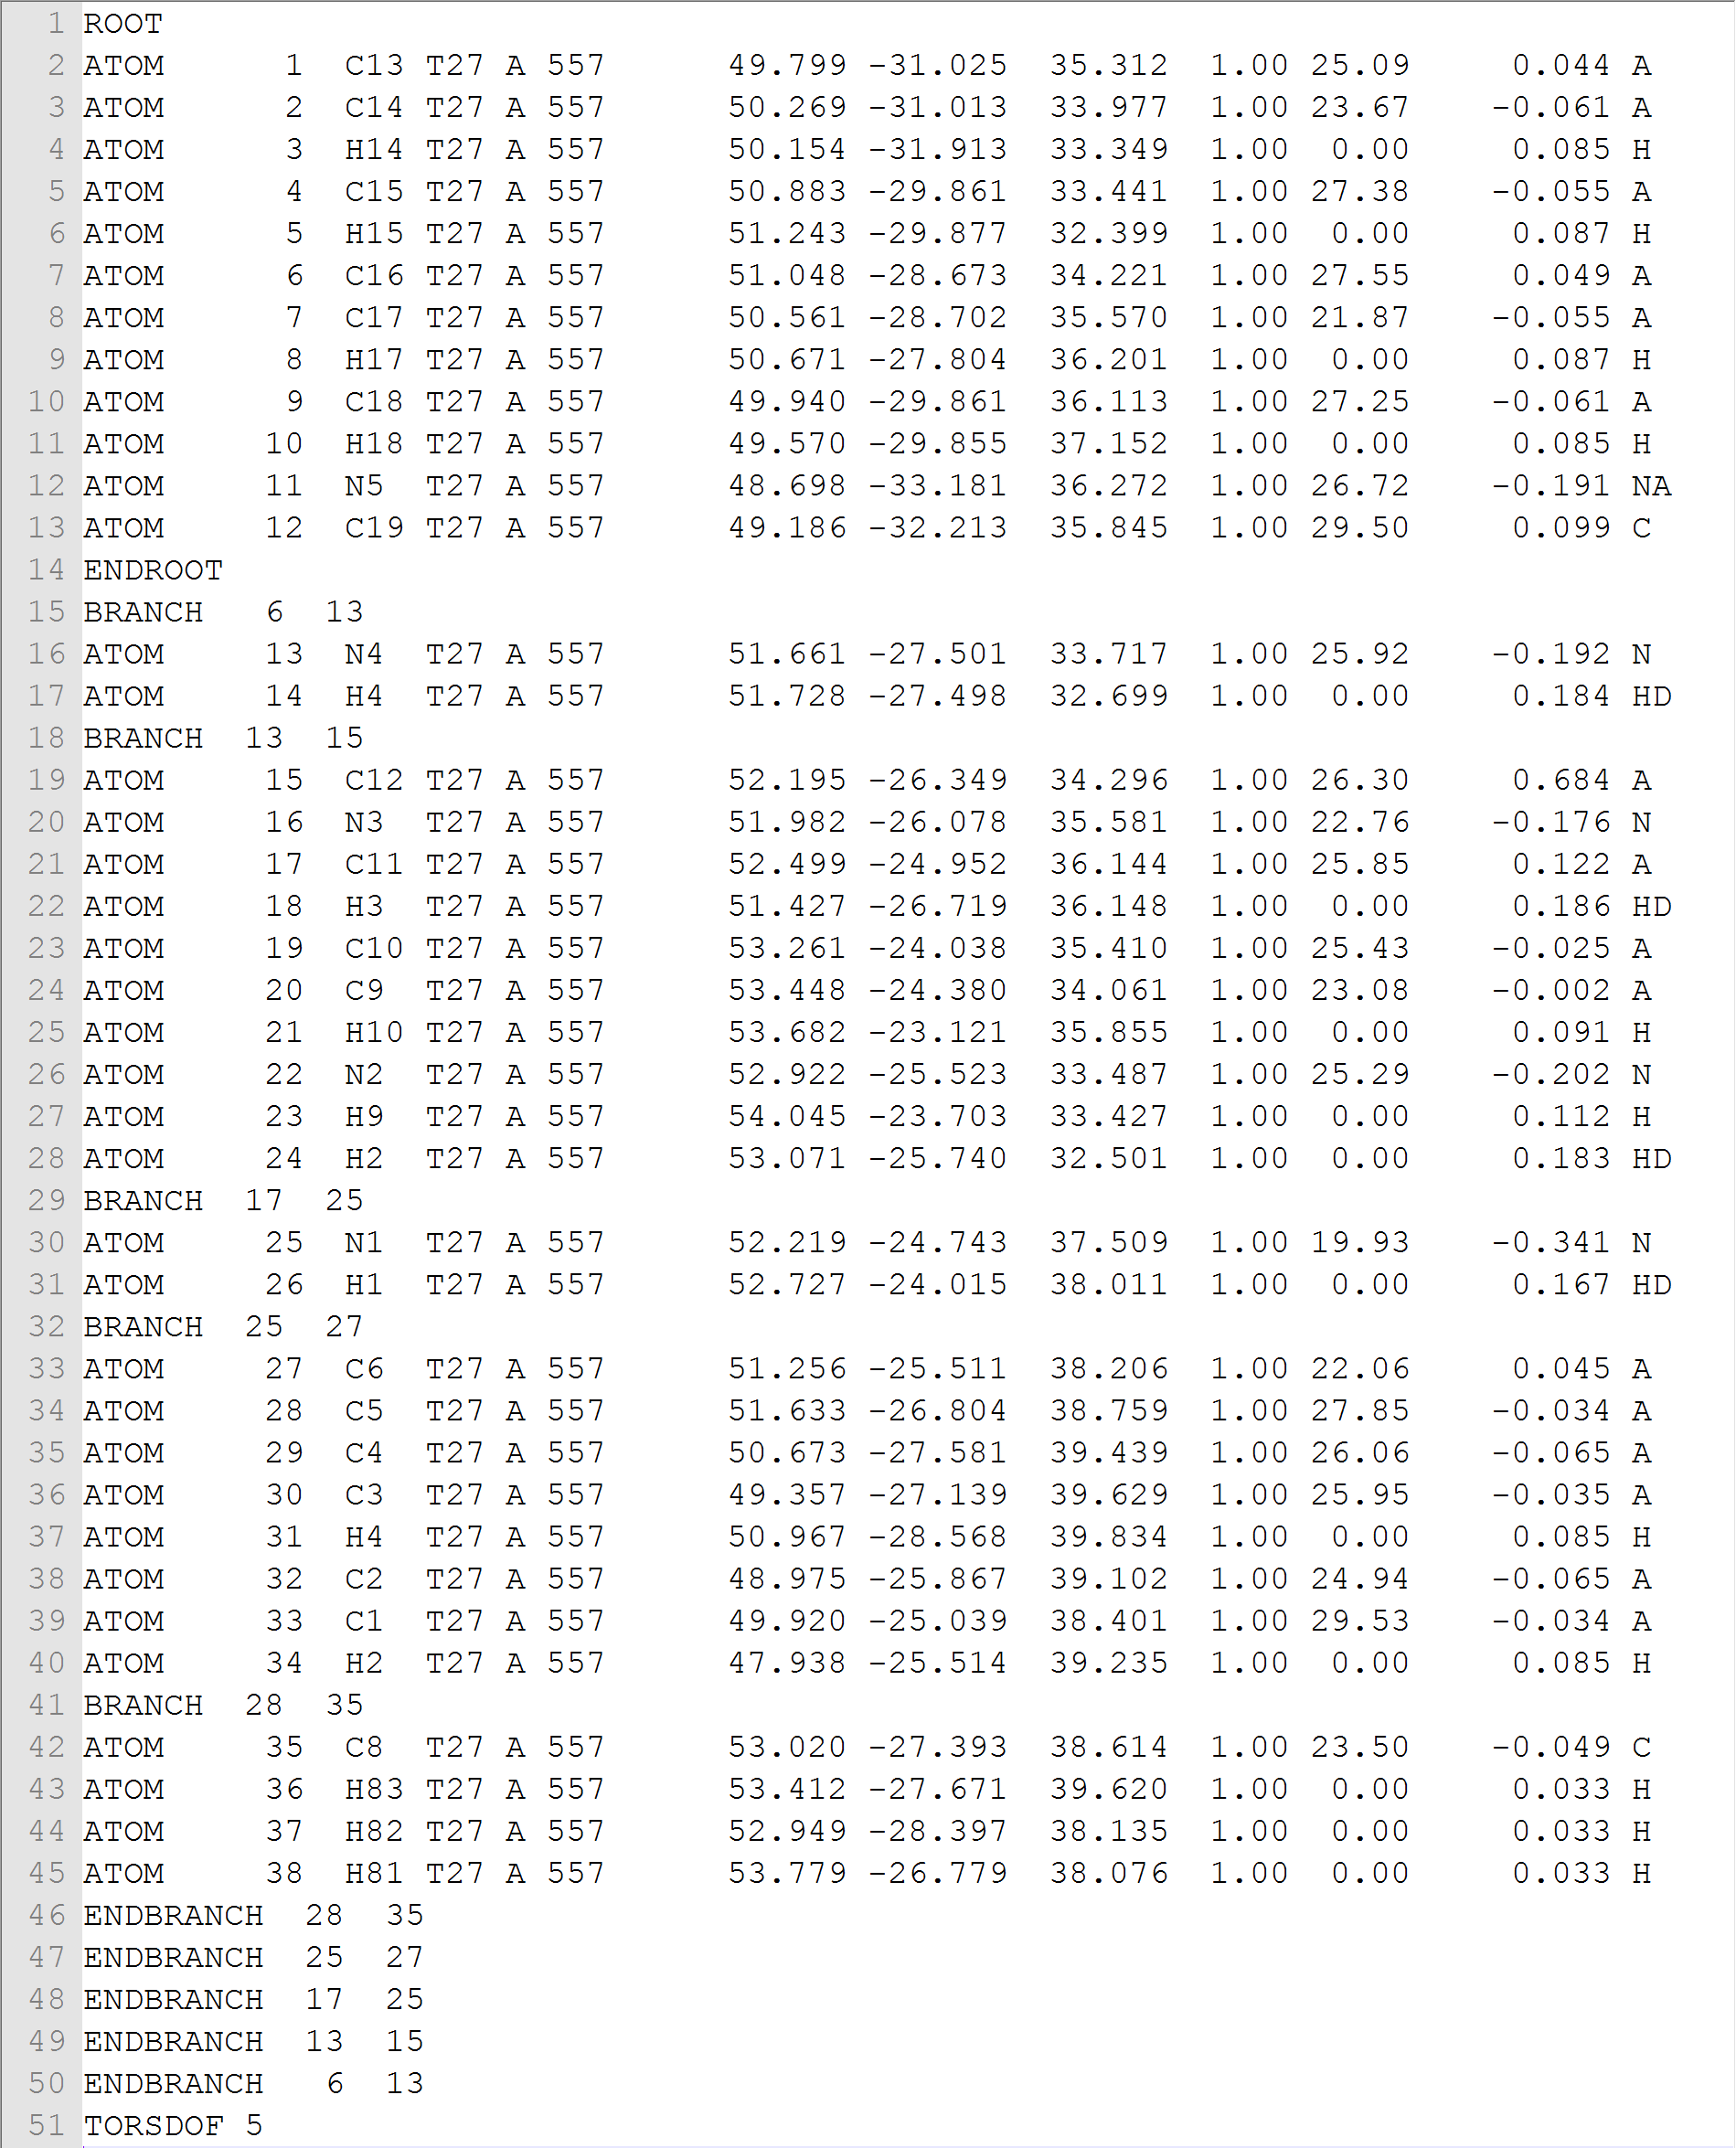 1 ROOT
2 ATOM      1  C13 T27 A 557      49.799 -31.025  35.312  1.00 25.09     0.044 A
3 ATOM      2  C14 T27 A 557      50.269 -31.013  33.977  1.00 23.67    -0.061 A
4 ATOM      3  H14 T27 A 557      50.154 -31.913  33.349  1.00  0.00     0.085 H
5 ATOM      4  C15 T27 A 557      50.883 -29.861  33.441  1.00 27.38    -0.055 A
6 ATOM      5  H15 T27 A 557      51.243 -29.877  32.399  1.00  0.00     0.087 H
7 ATOM      6  C16 T27 A 557      51.048 -28.673  34.221  1.00 27.55     0.049 A
8 ATOM      7  C17 T27 A 557      50.561 -28.702  35.570  1.00 21.87    -0.055 A
9 ATOM      8  H17 T27 A 557      50.671 -27.804  36.201  1.00  0.00     0.087 H
10 ATOM      9  C18 T27 A 557      49.940 -29.861  36.113  1.00 27.25    -0.061 A
11 ATOM     10  H18 T27 A 557      49.570 -29.855  37.152  1.00  0.00     0.085 H
12 ATOM     11  N5  T27 A 557      48.698 -33.181  36.272  1.00 26.72    -0.191 NA
13 ATOM     12  C19 T27 A 557      49.186 -32.213  35.845  1.00 29.50     0.099 C
14 ENDROOT
15 BRANCH   6  13
16 ATOM     13  N4  T27 A 557      51.661 -27.501  33.717  1.00 25.92    -0.192 N
17 ATOM     14  H4  T27 A 557      51.728 -27.498  32.699  1.00  0.00     0.184 HD
18 BRANCH  13  15
19 ATOM     15  C12 T27 A 557      52.195 -26.349  34.296  1.00 26.30     0.684 A
20 ATOM     16  N3  T27 A 557      51.982 -26.078  35.581  1.00 22.76    -0.176 N
21 ATOM     17  C11 T27 A 557      52.499 -24.952  36.144  1.00 25.85     0.122 A
22 ATOM     18  H3  T27 A 557      51.427 -26.719  36.148  1.00  0.00     0.186 HD
23 ATOM     19  C10 T27 A 557      53.261 -24.038  35.410  1.00 25.43    -0.025 A
24 ATOM     20  C9  T27 A 557      53.448 -24.380  34.061  1.00 23.08    -0.002 A
25 ATOM     21  H10 T27 A 557      53.682 -23.121  35.855  1.00  0.00     0.091 H
26 ATOM     22  N2  T27 A 557      52.922 -25.523  33.487  1.00 25.29    -0.202 N
27 ATOM     23  H9  T27 A 557      54.045 -23.703  33.427  1.00  0.00     0.112 H
28 ATOM     24  H2  T27 A 557      53.071 -25.740  32.501  1.00  0.00     0.183 HD
29 BRANCH  17  25
30 ATOM     25  N1  T27 A 557      52.219 -24.743  37.509  1.00 19.93    -0.341 N
31 ATOM     26  H1  T27 A 557      52.727 -24.015  38.011  1.00  0.00     0.167 HD
32 BRANCH  25  27
33 ATOM     27  C6  T27 A 557      51.256 -25.511  38.206  1.00 22.06     0.045 A
34 ATOM     28  C5  T27 A 557      51.633 -26.804  38.759  1.00 27.85    -0.034 A
35 ATOM     29  C4  T27 A 557      50.673 -27.581  39.439  1.00 26.06    -0.065 A
36 ATOM     30  C3  T27 A 557      49.357 -27.139  39.629  1.00 25.95    -0.035 A
37 ATOM     31  H4  T27 A 557      50.967 -28.568  39.834  1.00  0.00     0.085 H
38 ATOM     32  C2  T27 A 557      48.975 -25.867  39.102  1.00 24.94    -0.065 A
39 ATOM     33  C1  T27 A 557      49.920 -25.039  38.401  1.00 29.53    -0.034 A
40 ATOM     34  H2  T27 A 557      47.938 -25.514  39.235  1.00  0.00     0.085 H
41 BRANCH  28  35
42 ATOM     35  C8  T27 A 557      53.020 -27.393  38.614  1.00 23.50    -0.049 C
43 ATOM     36  H83 T27 A 557      53.412 -27.671  39.620  1.00  0.00     0.033 H
44 ATOM     37  H82 T27 A 557      52.949 -28.397  38.135  1.00  0.00     0.033 H
45 ATOM     38  H81 T27 A 557      53.779 -26.779  38.076  1.00  0.00     0.033 H
46 ENDBRANCH  28  35
47 ENDBRANCH  25  27
48 ENDBRANCH  17  25
49 ENDBRANCH  13  15
50 ENDBRANCH   6  13
51 TORSDOF 5